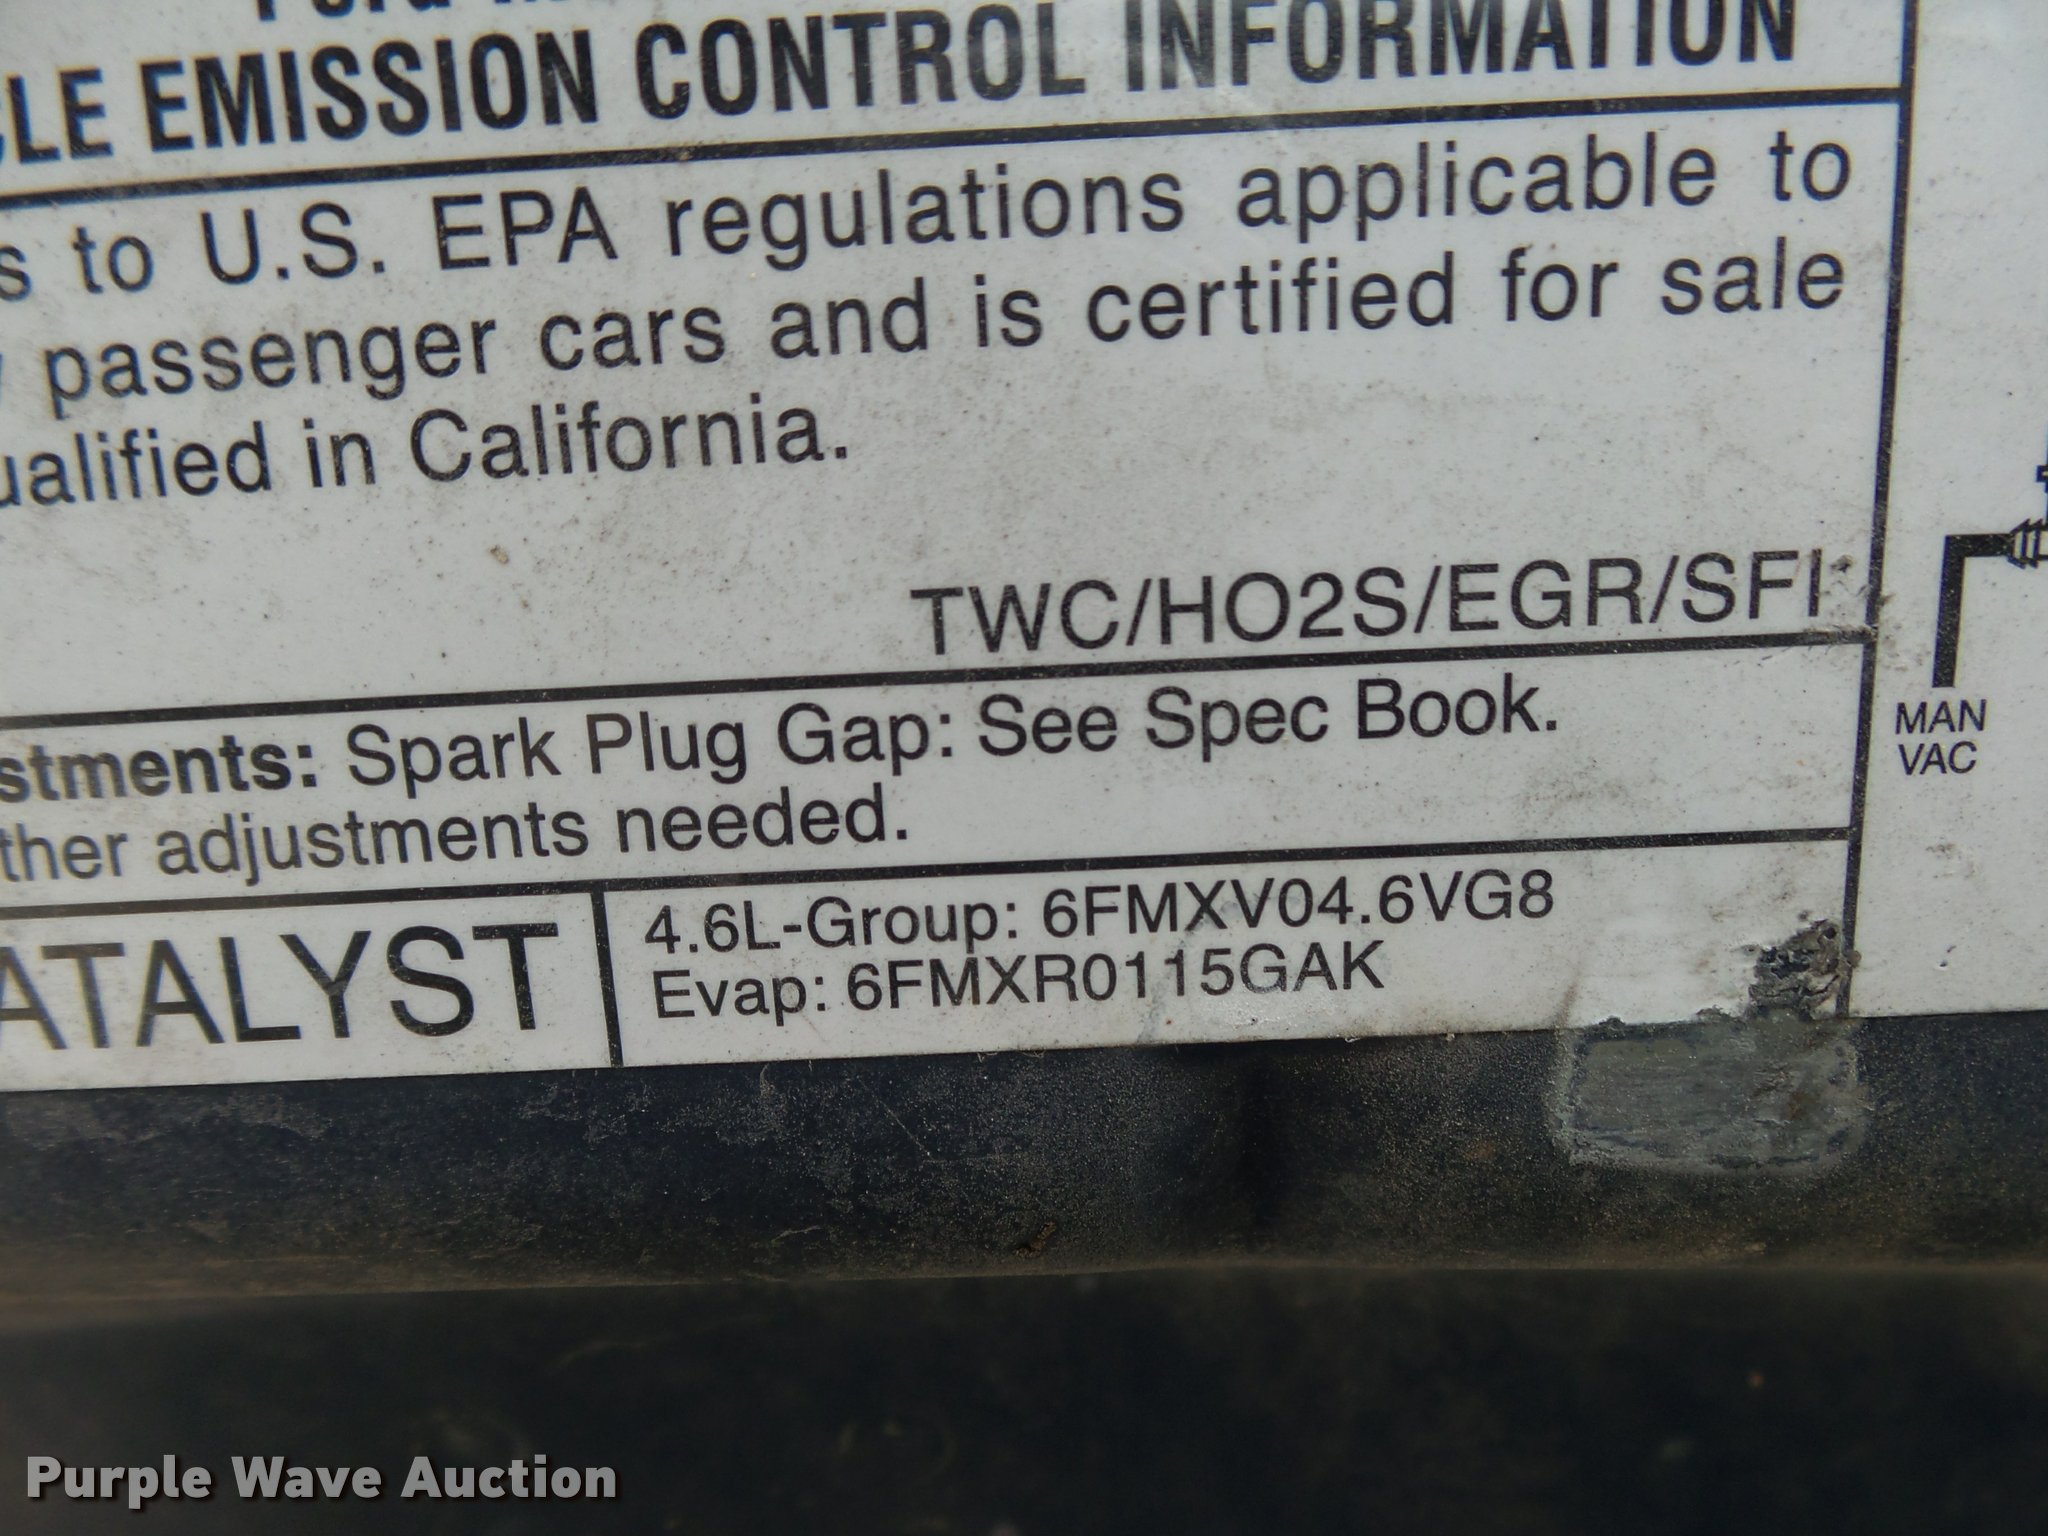 CLE EMISSION CONTROL INFORMATION
s to U.S. EPA regulations applicable to
passenger cars and is certified for sale
ualified in California.
TWC/HO2S/EGR/SFI
stments: Spark Plug Gap: See Spec Book.
ther adjustments needed.
ATALYST
4.6L-Group: 6FMXV04.6VG8
Evap: 6FMXR0115GAK
MAN
VAC
Purple Wave Auction